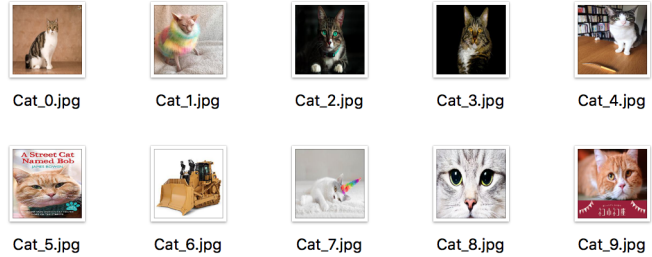 Cat_0.jpg
Cat_1.jpg
Cat_2.jpg
Cat_3.jpg
Cat_4.jpg
A Street Cat
Named Bob
Cat_5.jpg
Cat_6.jpg
Cat_7.jpg
Cat_8.jpg
Cat_9.jpg